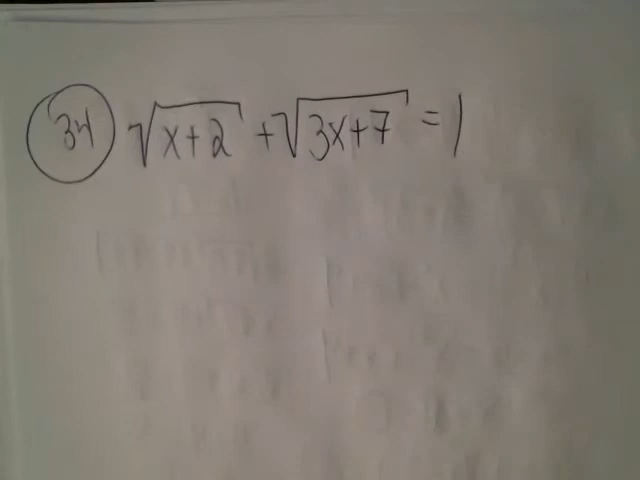 34 √x+2 + √3x+7 = 1